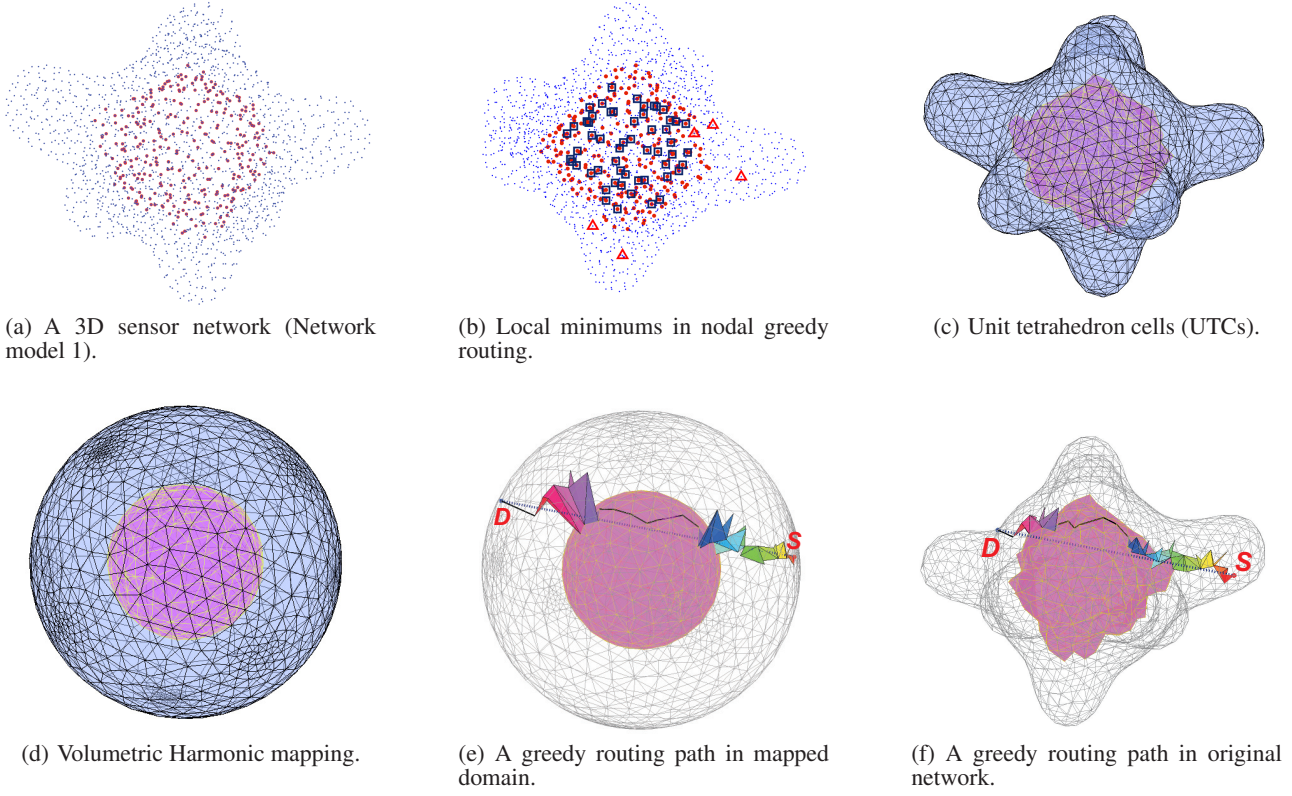 (a) A 3D sensor network (Network
model 1).
(b) Local minimums in nodal greedy
routing.
(c) Unit tetrahedron cells (UTCs).
D
S
D
S
(d) Volumetric Harmonic mapping.
(e) A greedy routing path in mapped
domain.
(f) A greedy routing path in original
network.